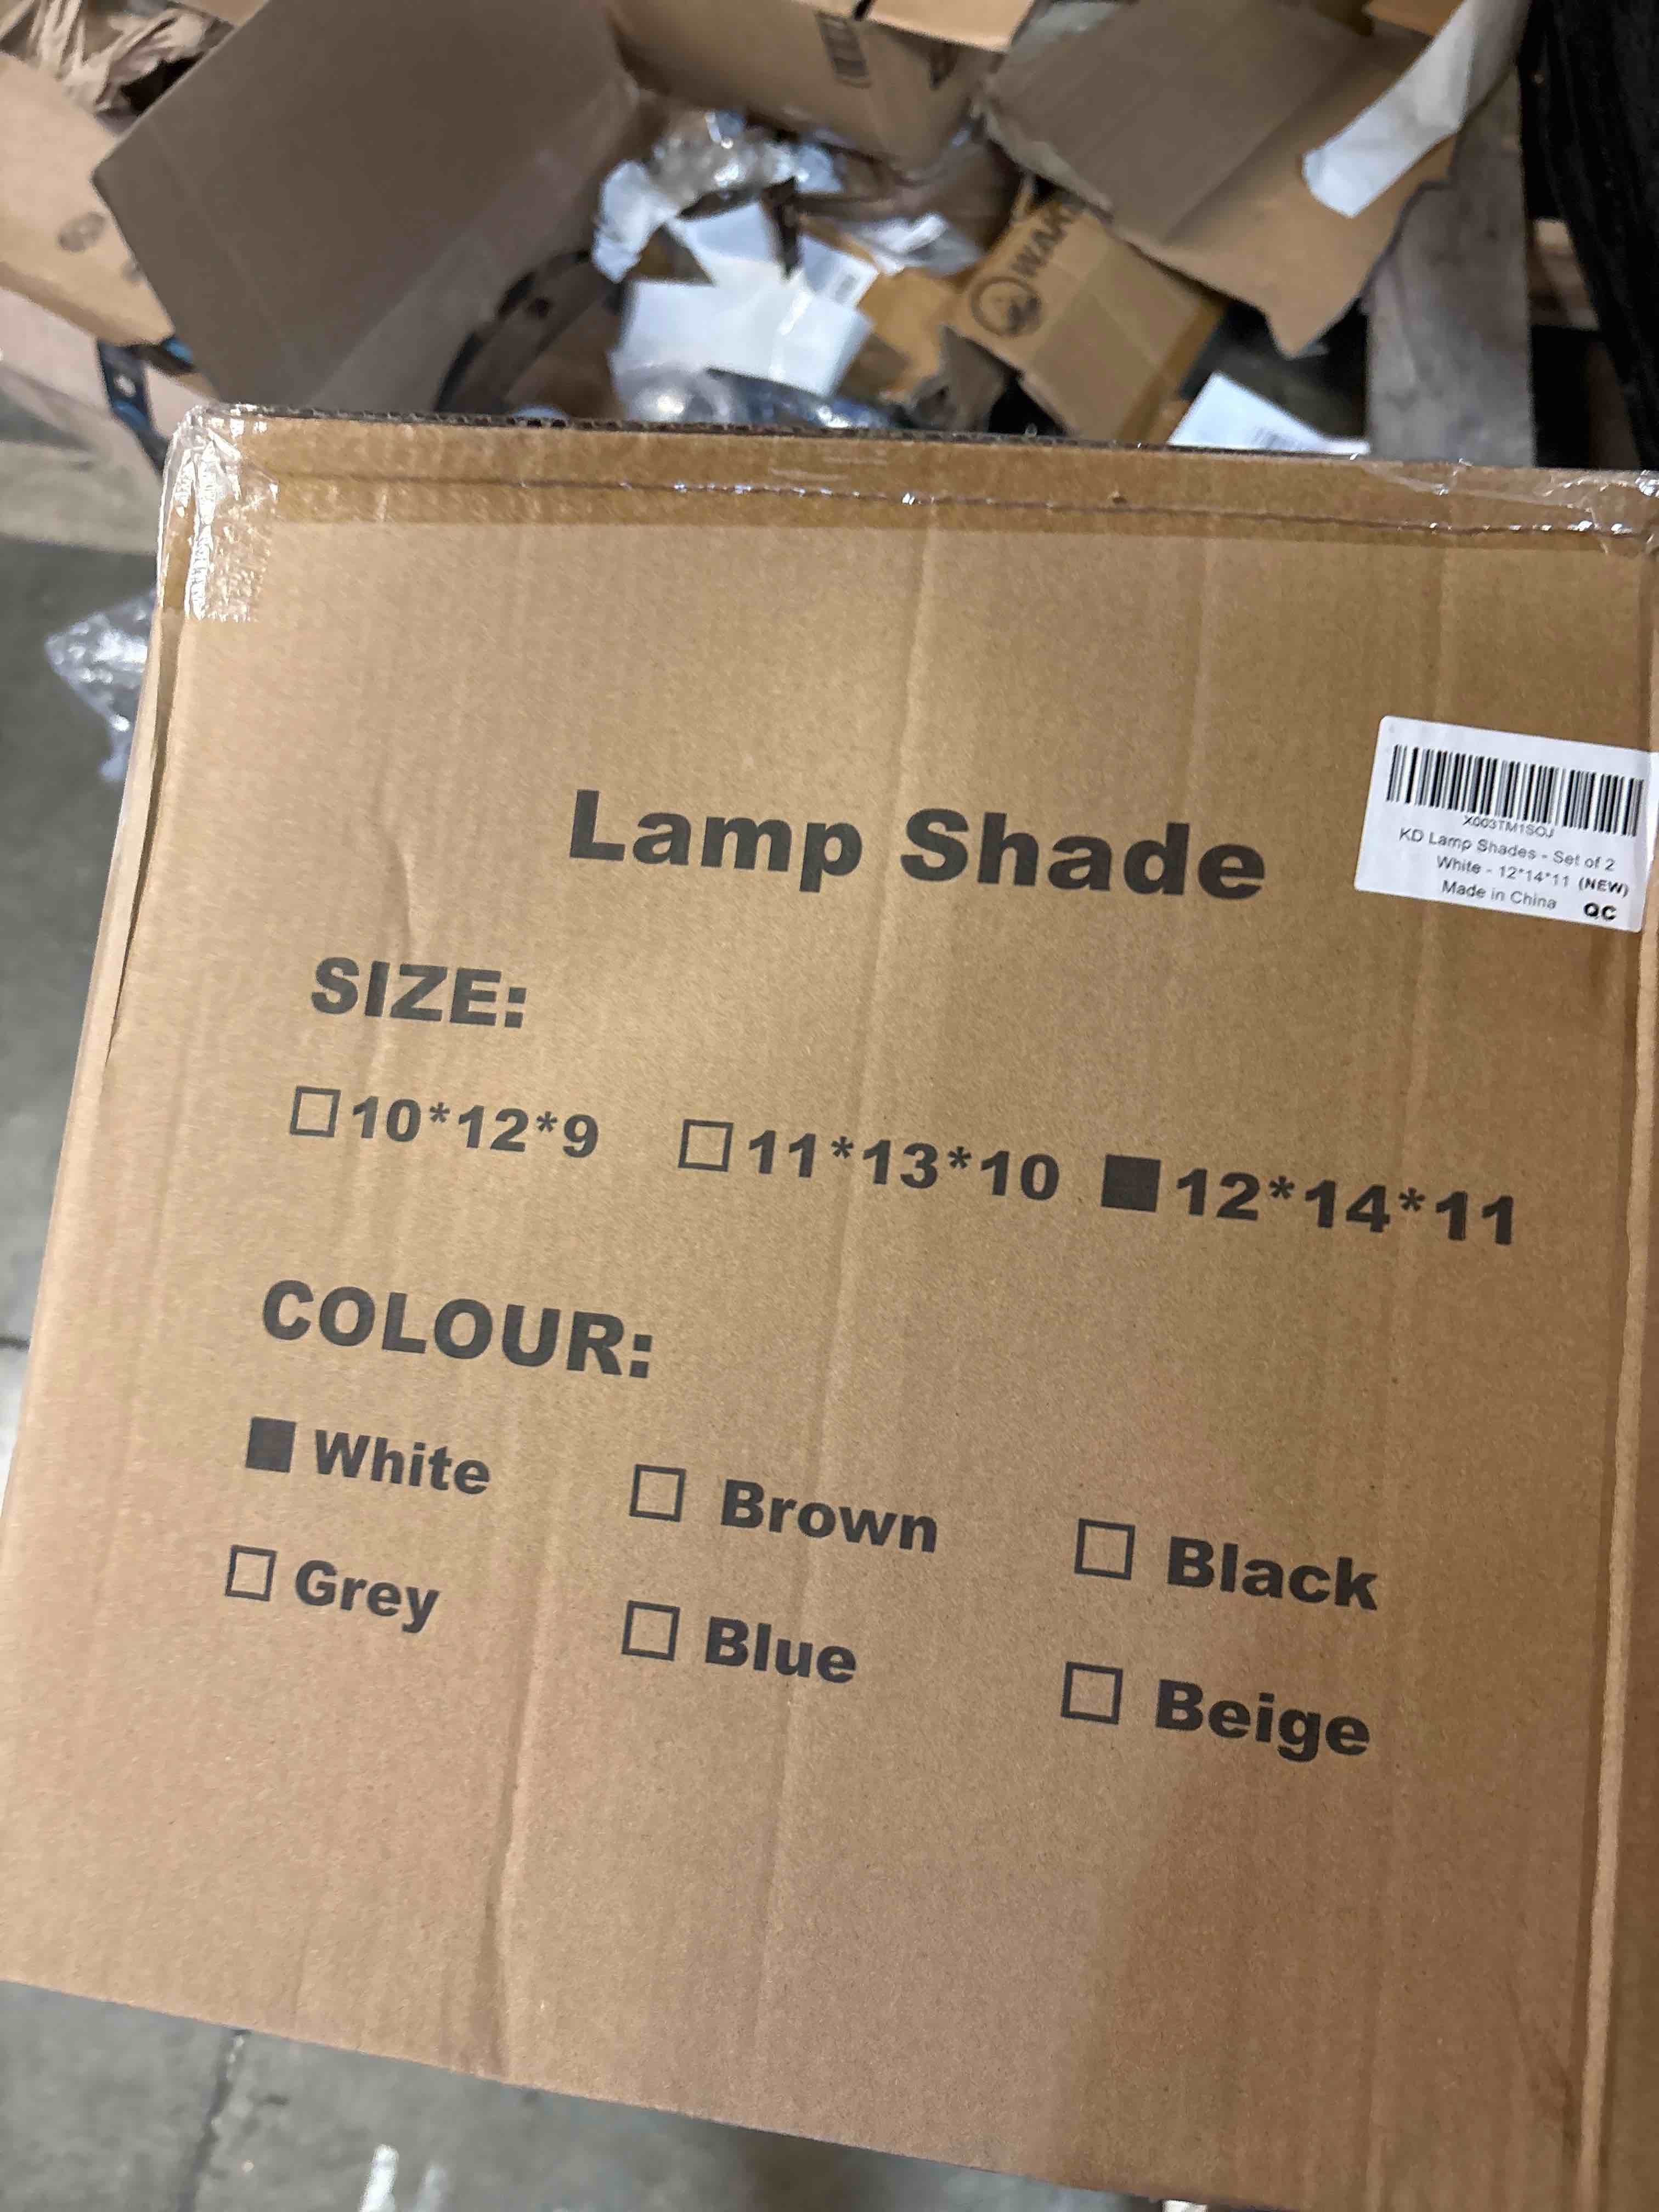 Lamp Shade
X003TM1SOJ
KD Lamp Shades - Set of 2
White - 12*14*11 (NEW)
Made in China QC
SIZE:
10*12*9 11*13*10 12*14*11
COLOUR:
White Brown Black
Grey Blue Beige